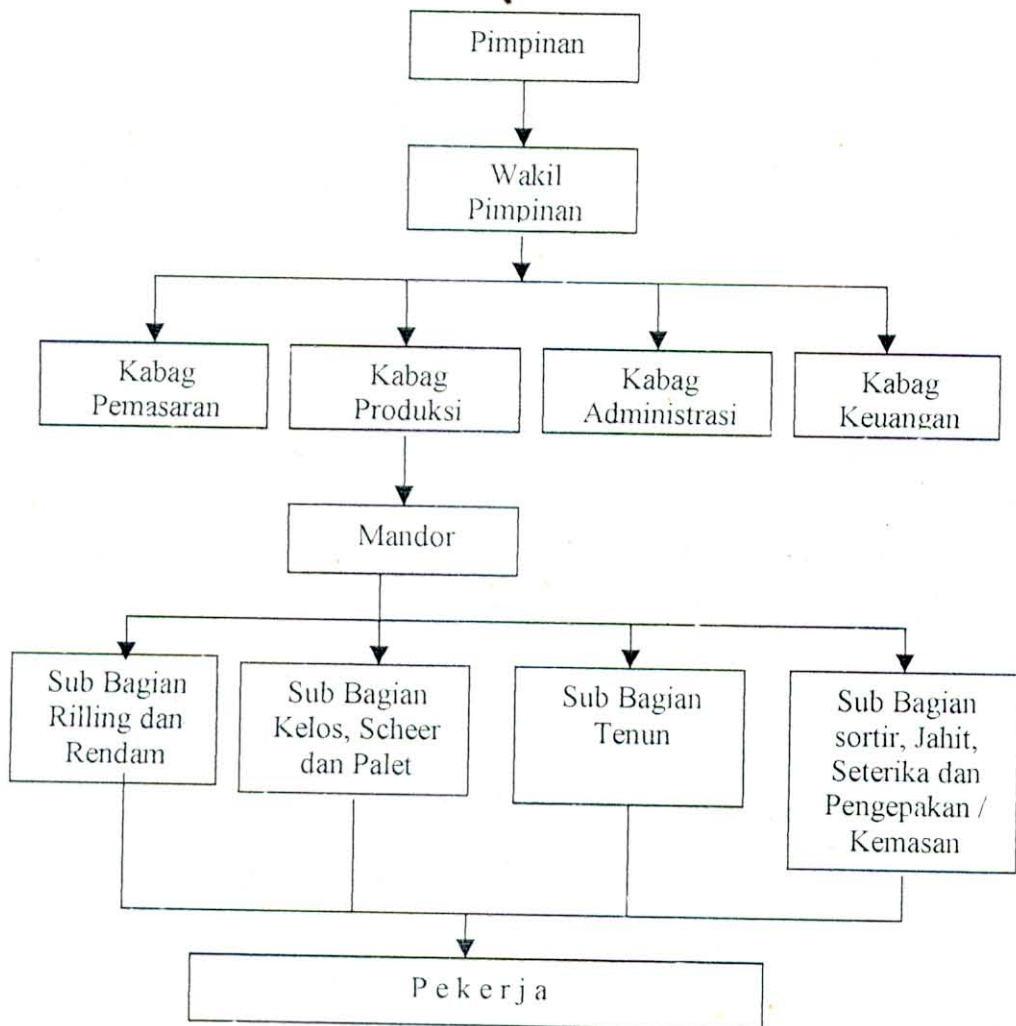 Pimpinan
Wakil
Pimpinan
Kabag
Pemasaran
Kabag
Produksi
Kabag
Administrasi
Kabag
Keuangan
Mandor
Sub Bagian
Rilling dan
Rendam
Sub Bagian
Kelos, Scheer
dan Palet
Sub Bagian
Tenun
Sub Bagian
sortir, Jahit,
Seterika dan
Pengepakan /
Kemasan
P e k e r j a